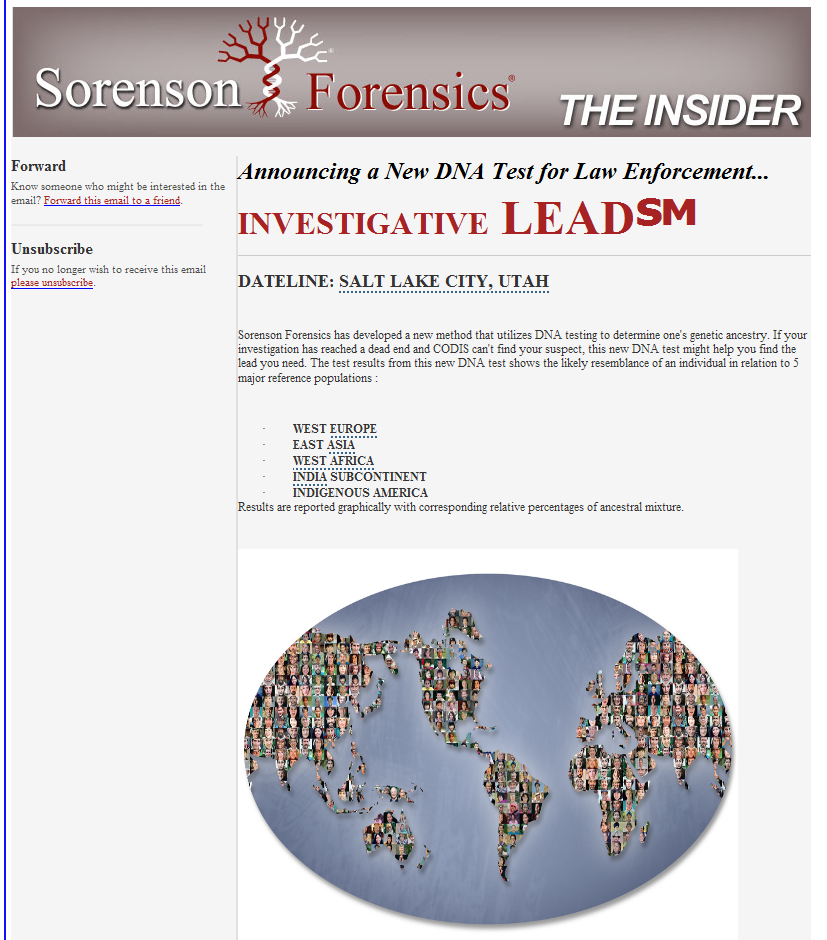 Sorenson Forensics®
THE INSIDER
Forward
Know someone who might be interested in the
email? Forward this email to a friend.
Unsubscribe
If you no longer wish to receive this email
please unsubscribe.
Announcing a New DNA Test for Law Enforcement...
INVESTIGATIVE LEAD℠
DATELINE: SALT LAKE CITY, UTAH
Sorenson Forensics has developed a new method that utilizes DNA testing to determine one's genetic ancestry. If your
investigation has reached a dead end and CODIS can't find your suspect, this new DNA test might help you find the
lead you need. The test results from this new DNA test shows the likely resemblance of an individual in relation to 5
major reference populations :
· WEST EUROPE
· EAST ASIA
· WEST AFRICA
· INDIA SUBCONTINENT
· INDIGENOUS AMERICA
Results are reported graphically with corresponding relative percentages of ancestral mixture.